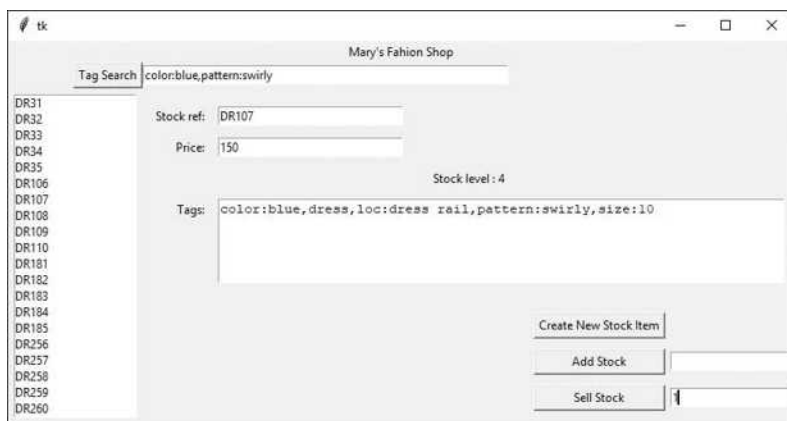 tk
Mary's Fahion Shop
Tag Search color:blue,pattern:swirly
DR31
DR32
DR33
DR34
DR35
DR106
DR107
DR108
DR109
DR110
DR181
DR182
DR183
DR184
DR185
DR256
DR257
DR258
DR259
DR260
Stock ref: DR107
Price: 150
Stock level : 4
Tags: color:blue,dress,loc:dress rail,pattern:swirly,size:10
Create New Stock Item
Add Stock
Sell Stock 1